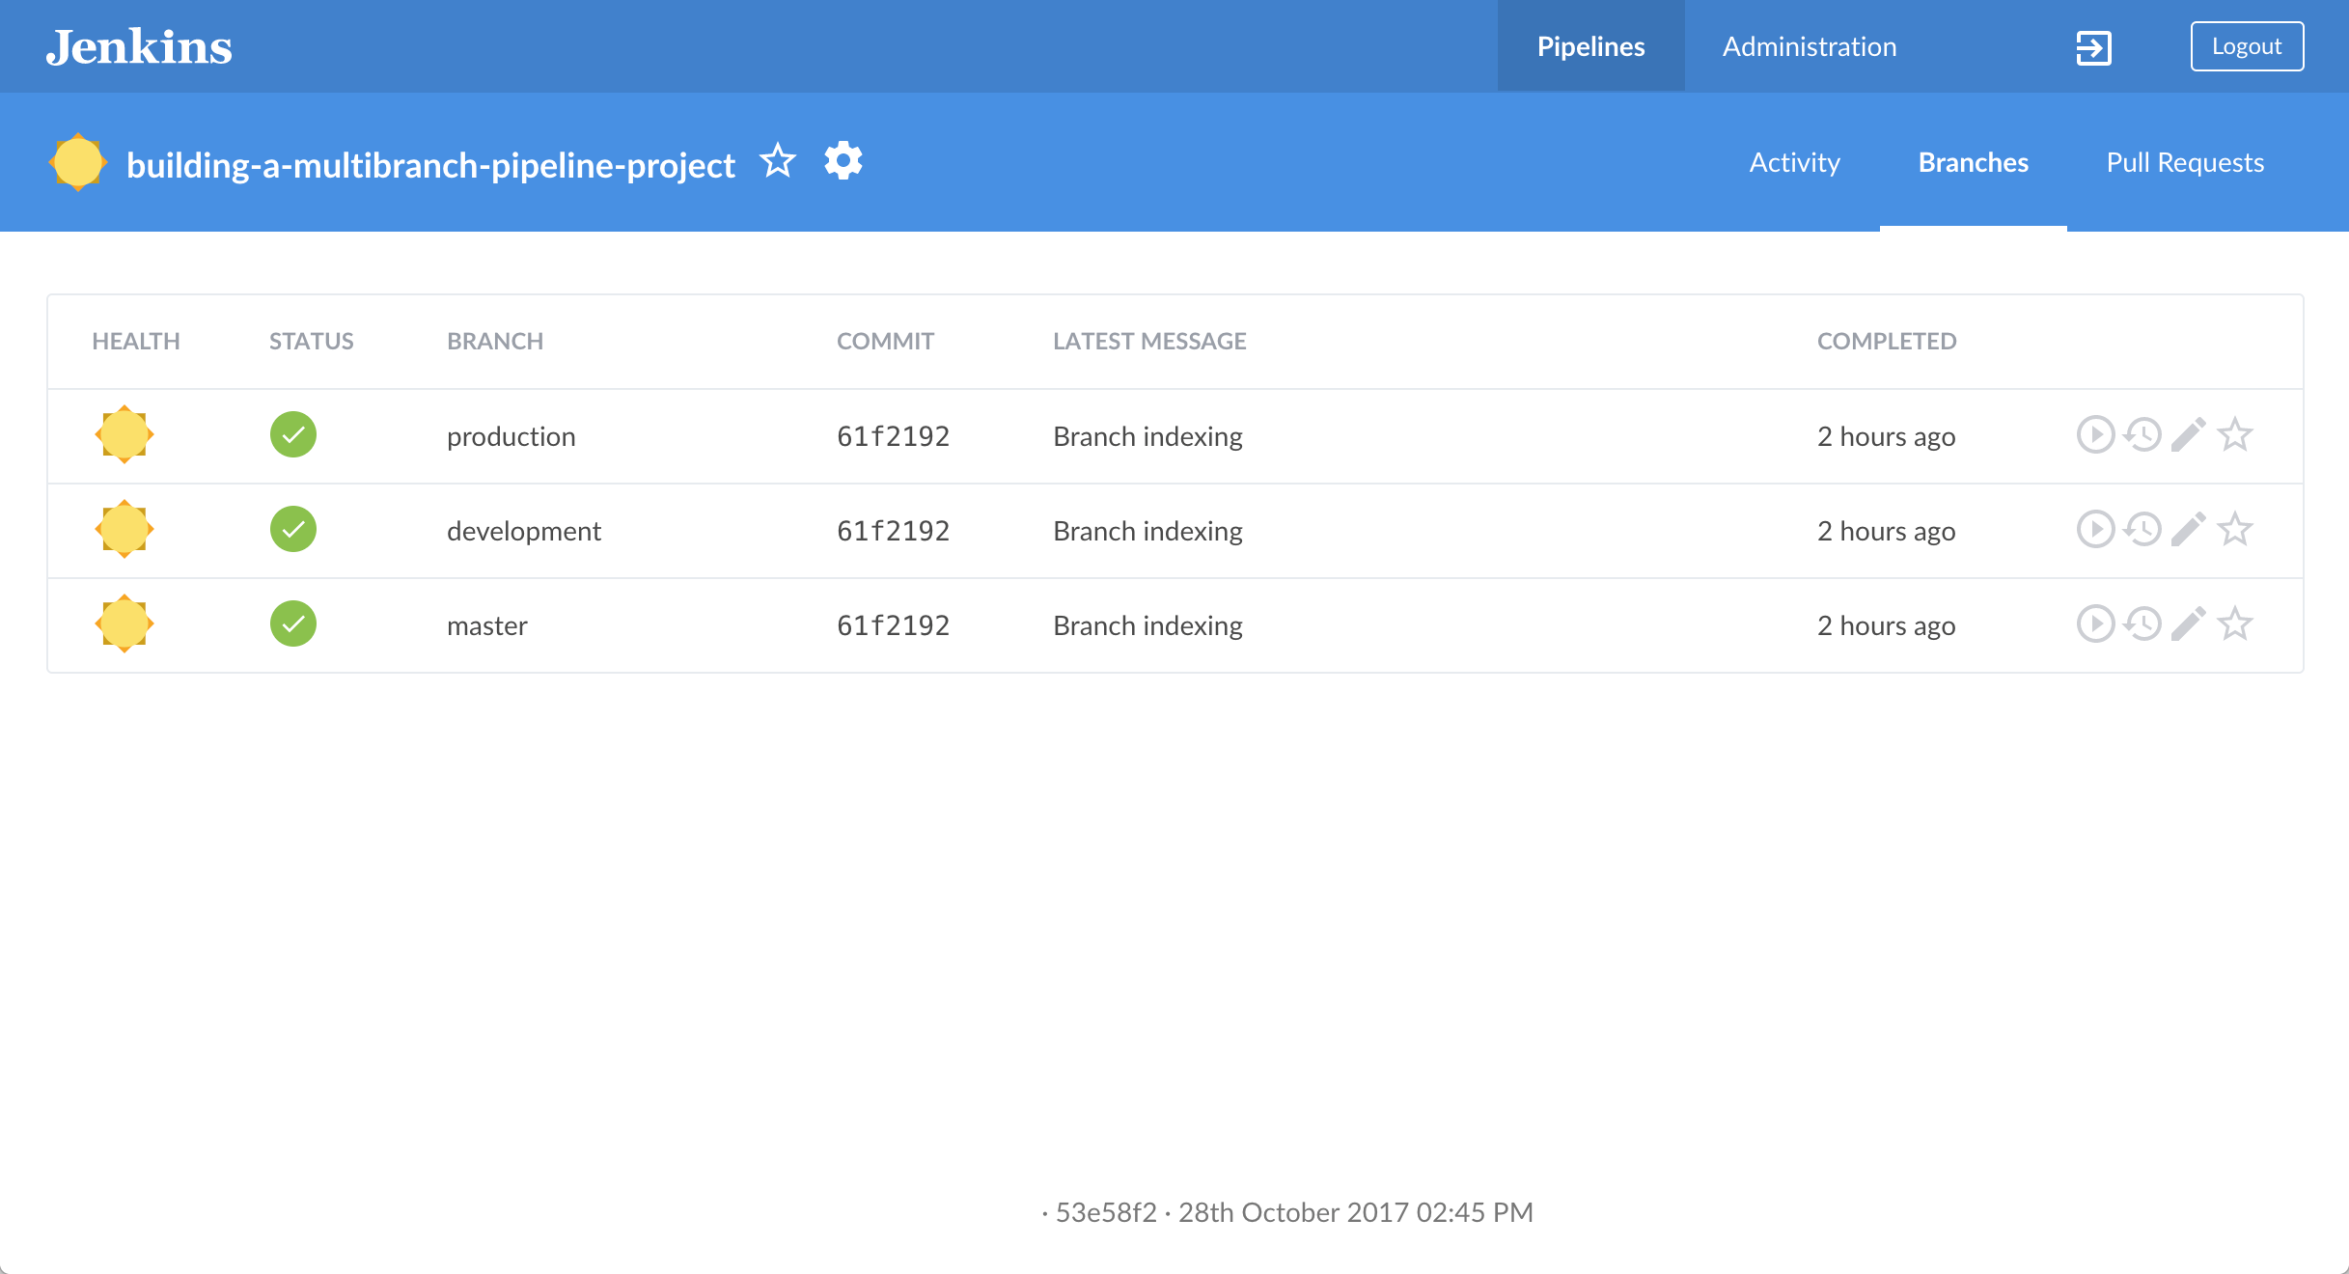 Jenkins Pipelines Administration Logout
building-a-multibranch-pipeline-project Activity Branches Pull Requests
HEALTH STATUS BRANCH COMMIT LATEST MESSAGE COMPLETED
production 61f2192 Branch indexing 2 hours ago
development 61f2192 Branch indexing 2 hours ago
master 61f2192 Branch indexing 2 hours ago
· 53e58f2 · 28th October 2017 02:45 PM